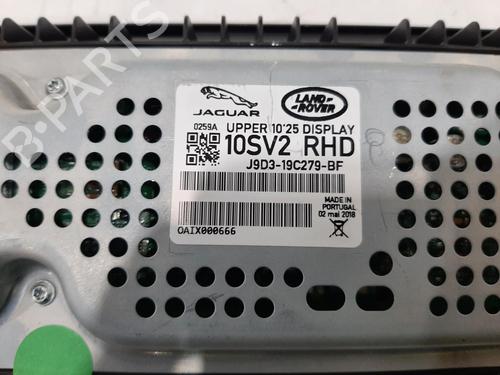 JAGUAR
LAND ROVER
0259A UPPER 10'25 DISPLAY
10SV2 RHD
J9D3-19C279-BF
MADE IN
PORTUGAL
02 mai 2018
OAIX000666
B-PARTS